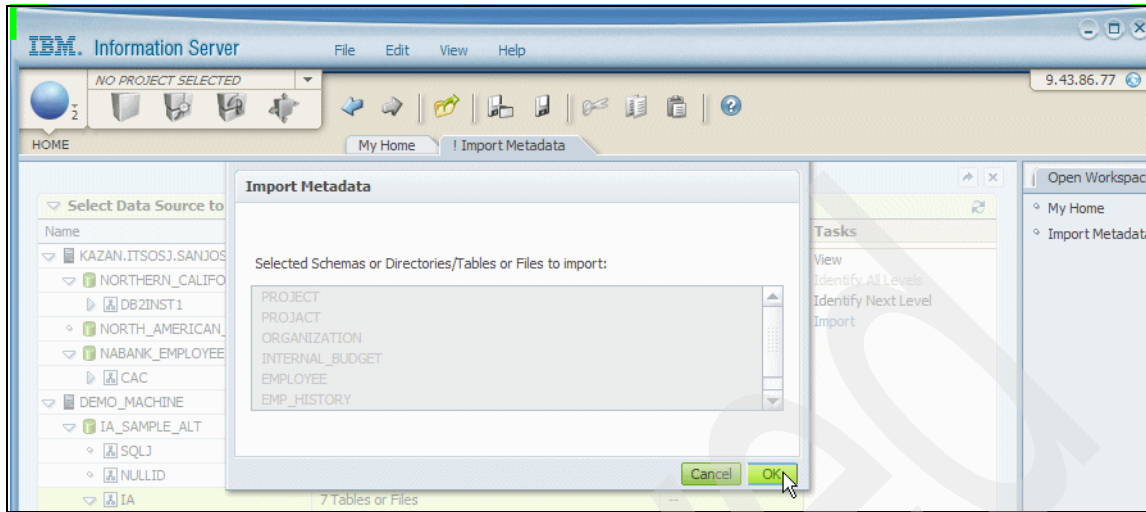 IBM. Information Server
File Edit View Help
NO PROJECT SELECTED
9.43.86.77
2
HOME
My Home
! Import Metadata
Import Metadata
Open Workspac
Select Data Source to
My Home
Name
Tasks
Import Metadata
KAZAN.ITSOSJ.SANJOS
View
Selected Schemas or Directories/Tables or Files to import:
NORTHERN_CALIFO
Identify All Levels
DB2INST1
PROJECT
Identify Next Level
PROJACT
Import
NORTH_AMERICAN_
ORGANIZATION
NABANK_EMPLOYEE
INTERNAL_BUDGET
CAC
EMPLOYEE
DEMO_MACHINE
EMP_HISTORY
IA_SAMPLE_ALT
SQLJ
NULLID
Cancel OK
IA 7 Tables or Files --